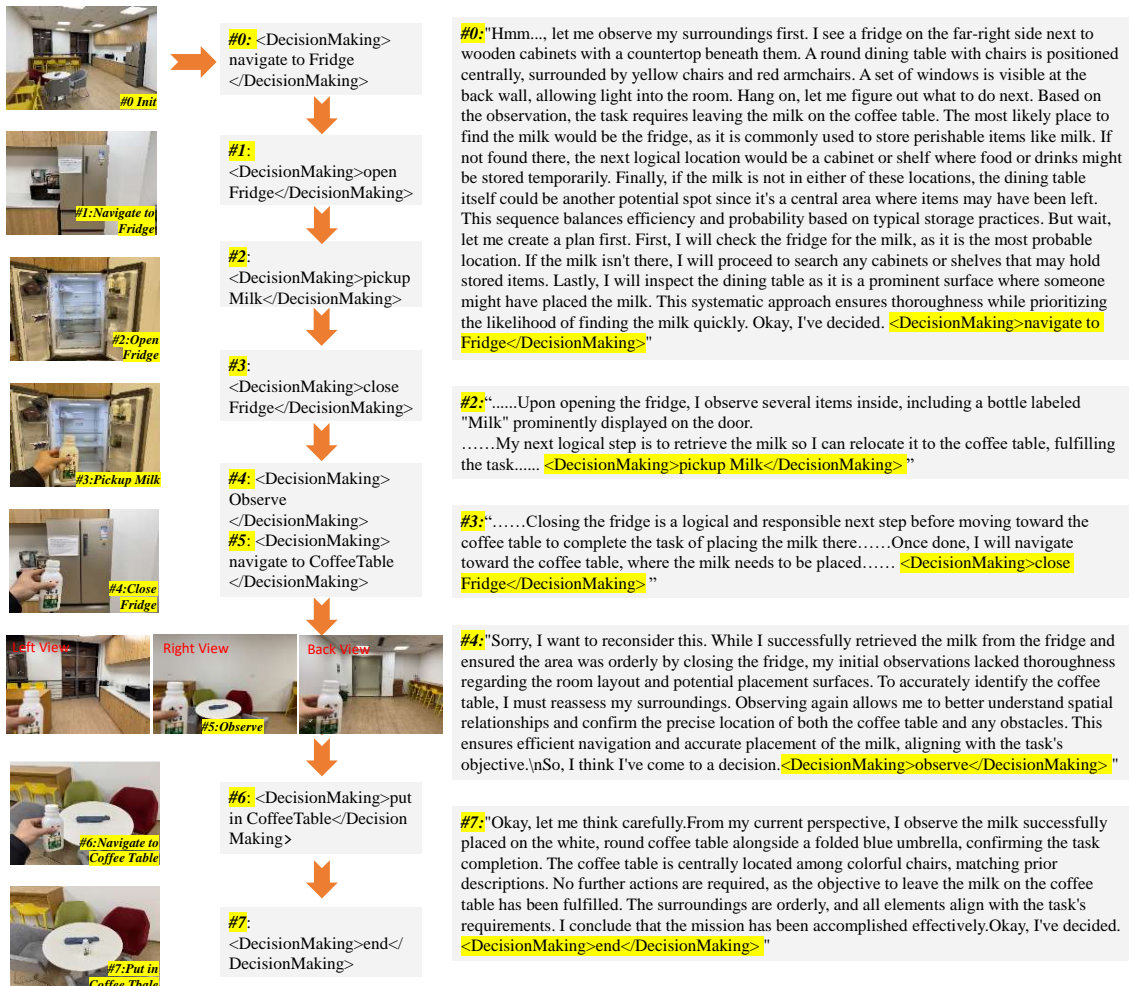 #0 Init
#1:Navigate to
Fridge
#2:Open
Fridge
#3:Pickup Milk
#4:Close
Fridge
Left View
Right View
Back View
#5:Observe
#6:Navigate to
Coffee Table
#7:Put in
Coffee Tbale
#0: <DecisionMaking>
navigate to Fridge
</DecisionMaking>
#1:
<DecisionMaking>open
Fridge</DecisionMaking>
#2:
<DecisionMaking>pickup
Milk</DecisionMaking>
#3:
<DecisionMaking>close
Fridge</DecisionMaking>
#4: <DecisionMaking>
Observe
</DecisionMaking>
#5: <DecisionMaking>
navigate to CoffeeTable
</DecisionMaking>
#6: <DecisionMaking>put
in CoffeeTable</Decision
Making>
#7:
<DecisionMaking>end</
DecisionMaking>
#0:"Hmm..., let me observe my surroundings first. I see a fridge on the far-right side next to
wooden cabinets with a countertop beneath them. A round dining table with chairs is positioned
centrally, surrounded by yellow chairs and red armchairs. A set of windows is visible at the
back wall, allowing light into the room. Hang on, let me figure out what to do next. Based on
the observation, the task requires leaving the milk on the coffee table. The most likely place to
find the milk would be the fridge, as it is commonly used to store perishable items like milk. If
not found there, the next logical location would be a cabinet or shelf where food or drinks might
be stored temporarily. Finally, if the milk is not in either of these locations, the dining table
itself could be another potential spot since it's a central area where items may have been left.
This sequence balances efficiency and probability based on typical storage practices. But wait,
let me create a plan first. First, I will check the fridge for the milk, as it is the most probable
location. If the milk isn't there, I will proceed to search any cabinets or shelves that may hold
stored items. Lastly, I will inspect the dining table as it is a prominent surface where someone
might have placed the milk. This systematic approach ensures thoroughness while prioritizing
the likelihood of finding the milk quickly. Okay, I've decided. <DecisionMaking>navigate to
Fridge</DecisionMaking>"
#2:“......Upon opening the fridge, I observe several items inside, including a bottle labeled
"Milk" prominently displayed on the door.
……My next logical step is to retrieve the milk so I can relocate it to the coffee table, fulfilling
the task...... <DecisionMaking>pickup Milk</DecisionMaking> ”
#3:“……Closing the fridge is a logical and responsible next step before moving toward the
coffee table to complete the task of placing the milk there……Once done, I will navigate
toward the coffee table, where the milk needs to be placed…… <DecisionMaking>close
Fridge</DecisionMaking> ”
#4:"Sorry, I want to reconsider this. While I successfully retrieved the milk from the fridge and
ensured the area was orderly by closing the fridge, my initial observations lacked thoroughness
regarding the room layout and potential placement surfaces. To accurately identify the coffee
table, I must reassess my surroundings. Observing again allows me to better understand spatial
relationships and confirm the precise location of both the coffee table and any obstacles. This
ensures efficient navigation and accurate placement of the milk, aligning with the task's
objective.\nSo, I think I've come to a decision.<DecisionMaking>observe</DecisionMaking> "
#7:"Okay, let me think carefully.From my current perspective, I observe the milk successfully
placed on the white, round coffee table alongside a folded blue umbrella, confirming the task
completion. The coffee table is centrally located among colorful chairs, matching prior
descriptions. No further actions are required, as the objective to leave the milk on the coffee
table has been fulfilled. The surroundings are orderly, and all elements align with the task's
requirements. I conclude that the mission has been accomplished effectively.Okay, I've decided.
<DecisionMaking>end</DecisionMaking> "